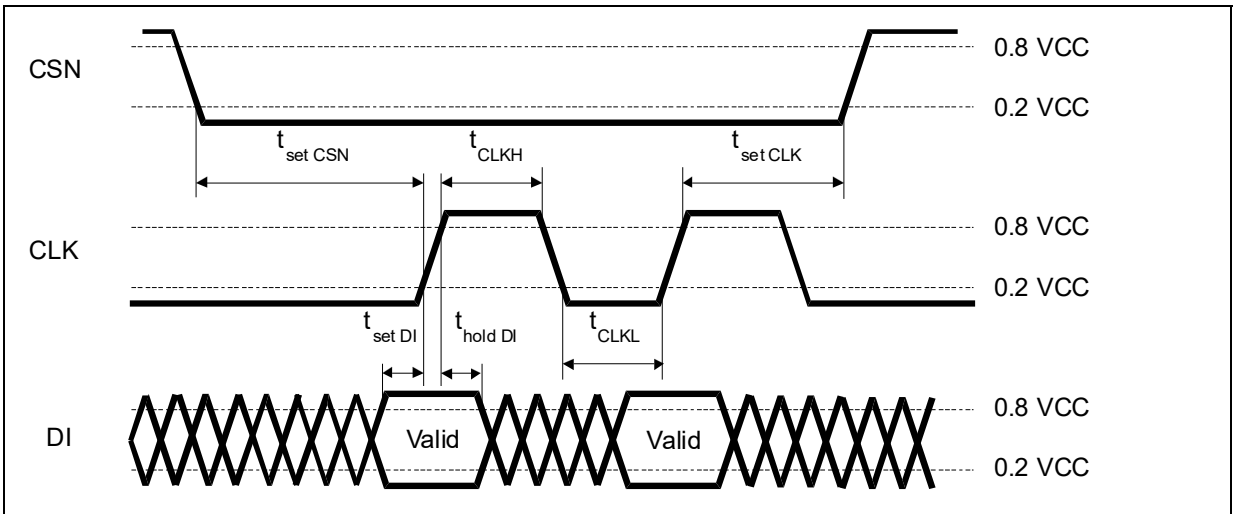 CSN
0.8 VCC
0.2 VCC
t set CSN
t CLKH
t set CLK
CLK
0.8 VCC
0.2 VCC
t set DI
t hold DI
t CLKL
DI
Valid
Valid
0.8 VCC
0.2 VCC